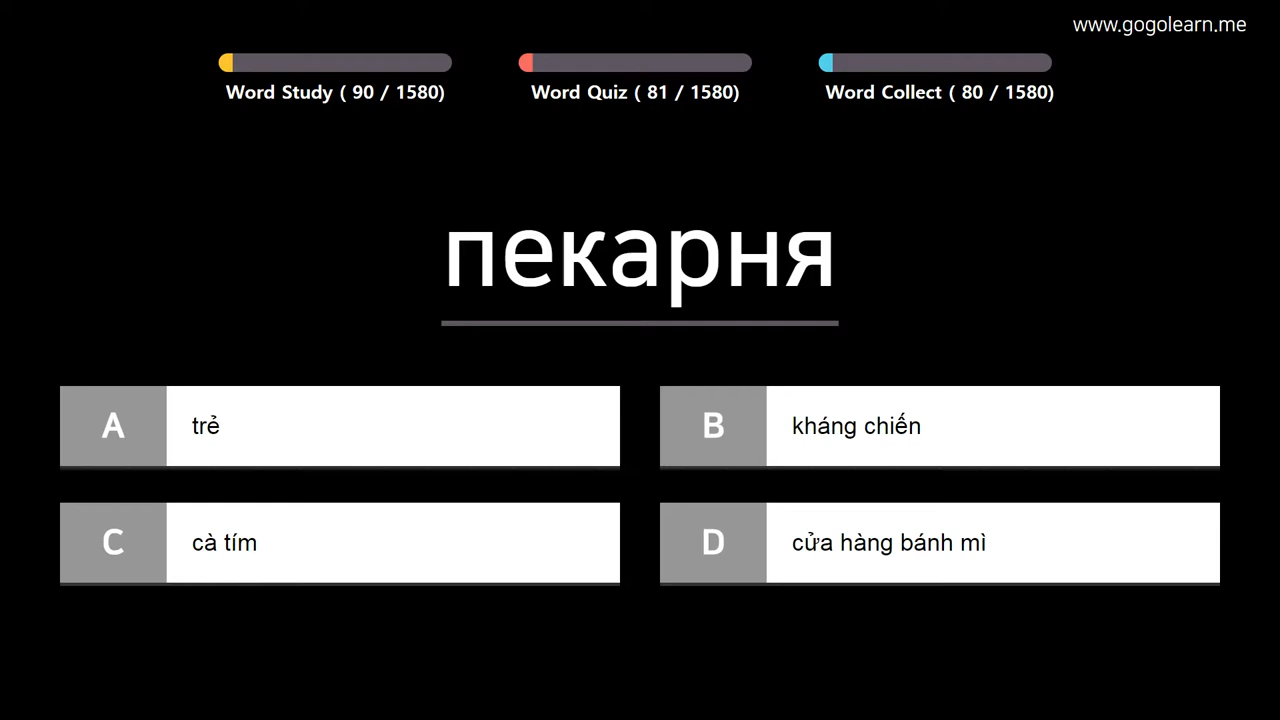 www.gogolearn.me
Word Study ( 90 / 1580)
Word Quiz ( 81 / 1580)
Word Collect ( 80 / 1580)
пекарня
A trẻ
B kháng chiến
C cà tím
D cửa hàng bánh mì